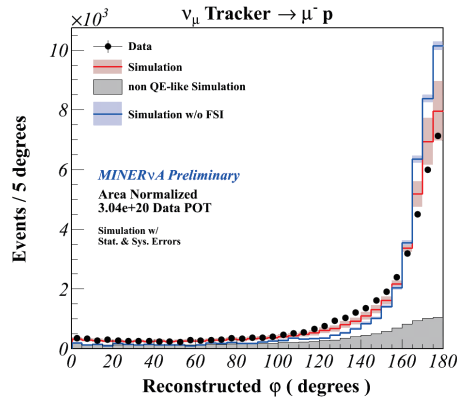 ν_μ Tracker → μ⁻ p
×10³
10
8
6
4
2
0
Events / 5 degrees
Data
Simulation
non QE-like Simulation
Simulation w/o FSI
MINERνA Preliminary
Area Normalized
3.04e+20 Data POT
Simulation w/
Stat. & Sys. Errors
0 20 40 60 80 100 120 140 160 180
Reconstructed φ ( degrees )